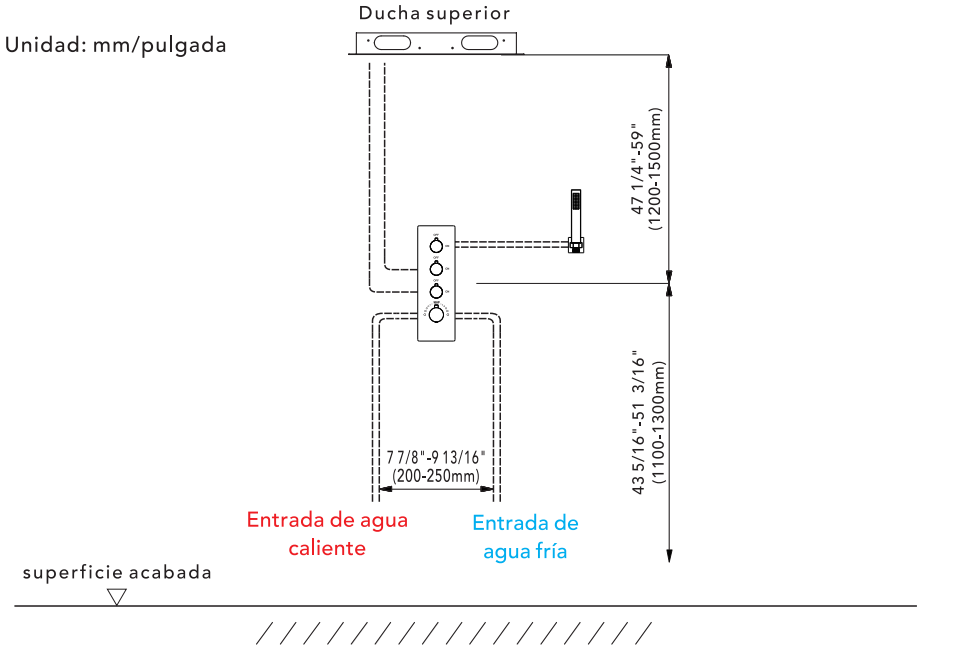 Ducha superior
Unidad: mm/pulgada
47 1/4"-59"
(1200-1500mm)
43 5/16"-51 3/16"
(1100-1300mm)
7 7/8"-9 13/16"
(200-250mm)
Entrada de agua
caliente
Entrada de
agua fría
superficie acabada